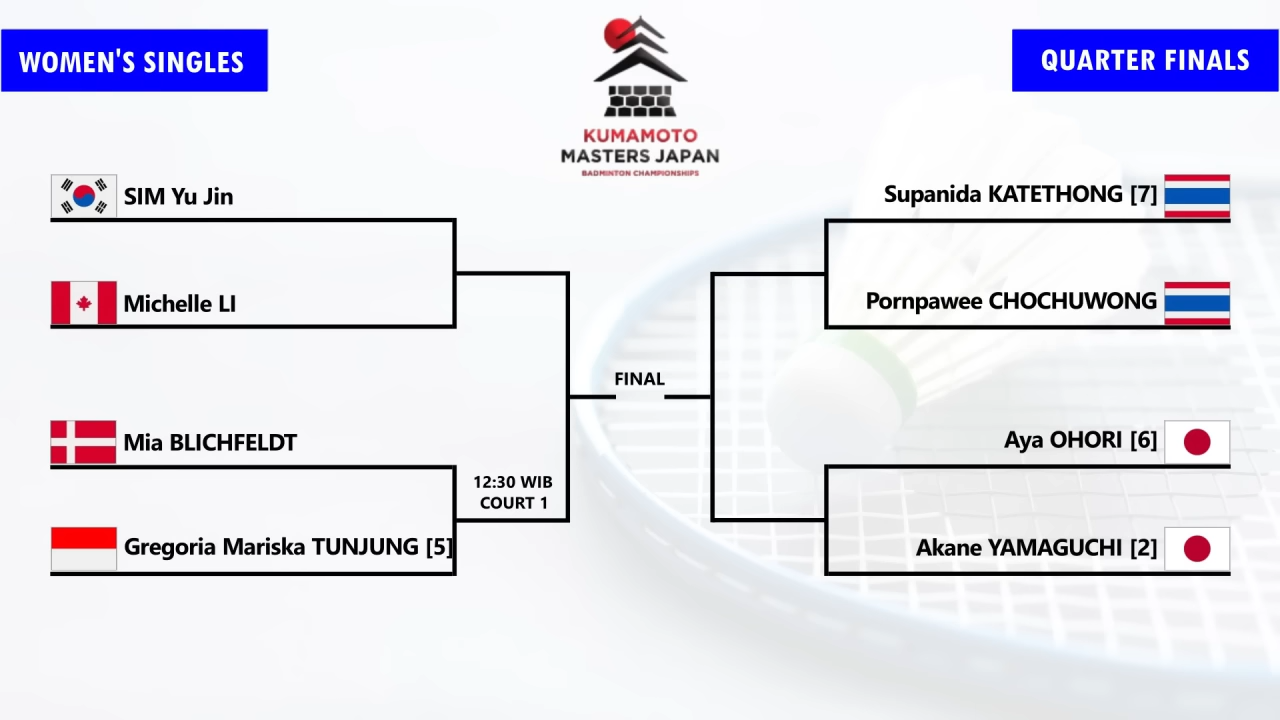 WOMEN'S SINGLES
KUMAMOTO
MASTERS JAPAN
BADMINTON CHAMPIONSHIPS
QUARTER FINALS
SIM Yu Jin
Michelle LI
Mia BLICHFELDT
Gregoria Mariska TUNJUNG [5]
12:30 WIB
COURT 1
FINAL
Supanida KATETHONG [7]
Pornpawee CHOCHUWONG
Aya OHORI [6]
Akane YAMAGUCHI [2]